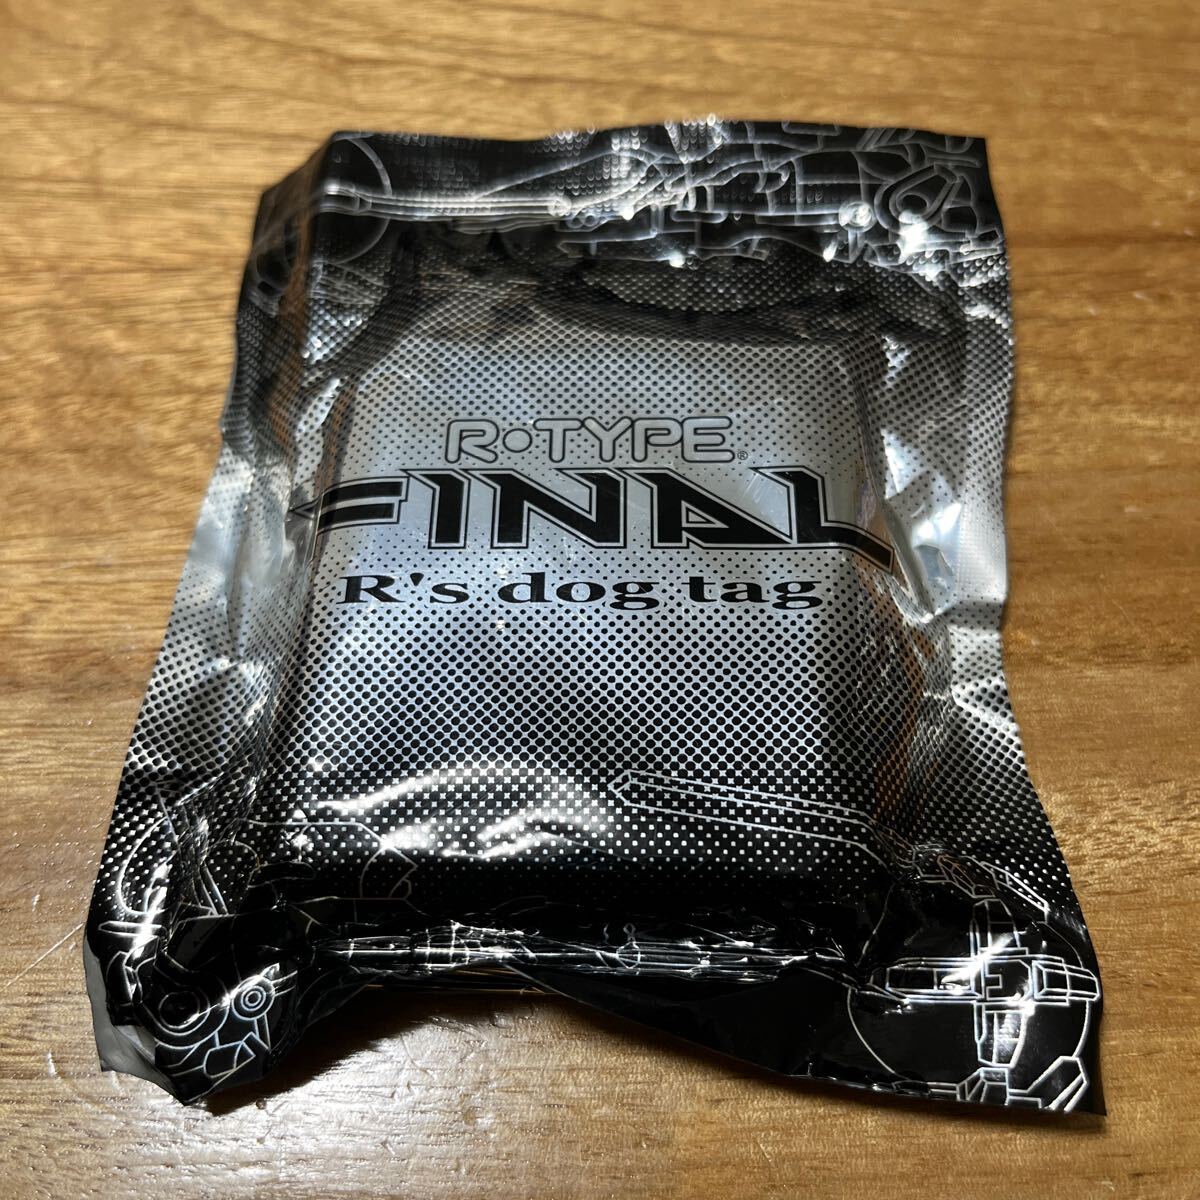 R•TYPE®
FINAL
R's dog tag